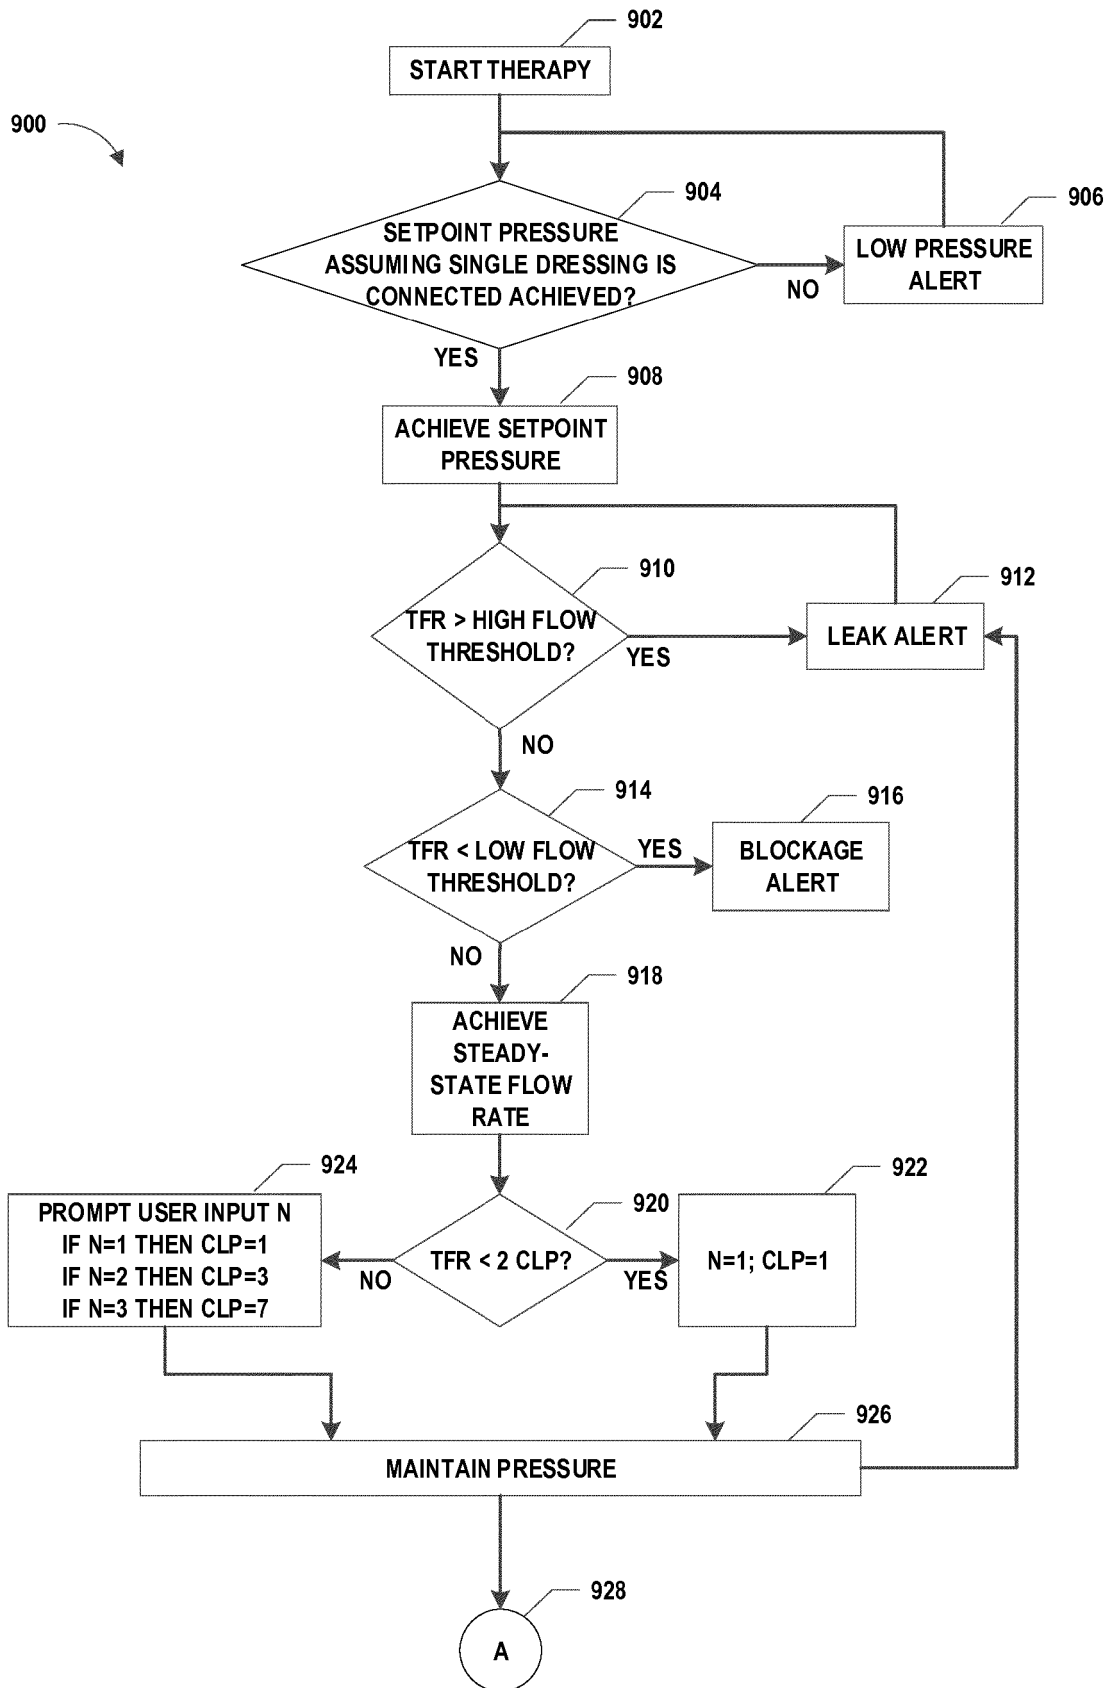 902
START THERAPY
900
904
SETPOINT PRESSURE
ASSUMING SINGLE DRESSING IS
CONNECTED ACHIEVED?
NO
906
LOW PRESSURE
ALERT
YES
908
ACHIEVE SETPOINT
PRESSURE
910
TFR > HIGH FLOW
THRESHOLD?
YES
912
LEAK ALERT
NO
914
TFR < LOW FLOW
THRESHOLD?
YES
916
BLOCKAGE
ALERT
NO
918
ACHIEVE
STEADY-
STATE FLOW
RATE
920
TFR < 2 CLP?
NO
YES
924
PROMPT USER INPUT N
IF N=1 THEN CLP=1
IF N=2 THEN CLP=3
IF N=3 THEN CLP=7
922
N=1; CLP=1
926
MAINTAIN PRESSURE
928
A